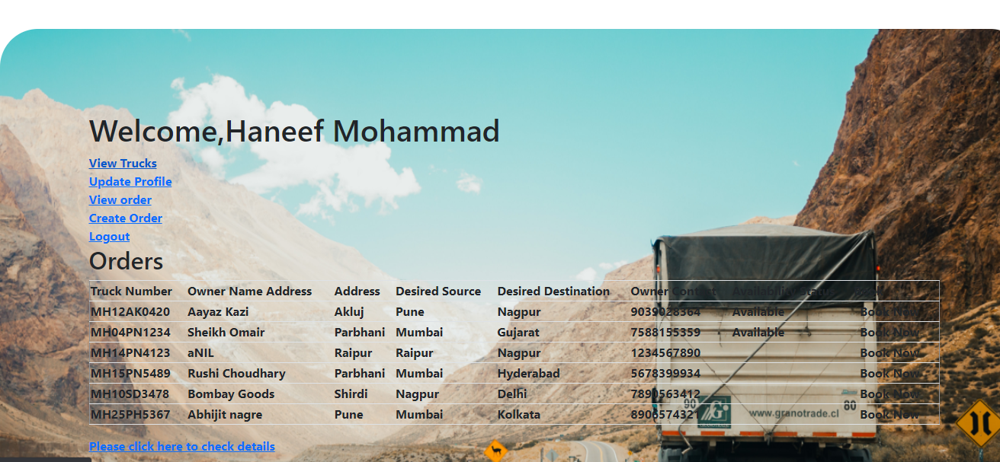 Welcome,Haneef Mohammad
View Trucks
Update Profile
View order
Create Order
Logout
Orders
Truck Number Owner Name Address Address Desired Source Desired Destination Owner Contact Availability Status
MH12AK0420 Aayaz Kazi Akluj Pune Nagpur 9039028364 Available Book Now
MH04PN1234 Sheikh Omair Parbhani Mumbai Gujarat 7588155359 Available Book Now
MH14PN4123 aNIL Raipur Raipur Nagpur 1234567890 Book Now
MH15PN5489 Rushi Choudhary Parbhani Mumbai Hyderabad 5678399934 Book Now
MH10SD3478 Bombay Goods Shirdi Nagpur Delhi 7890563412 Book Now
MH25PH5367 Abhijit nagre Pune Mumbai Kolkata 8906574321 Book Now
90 G www.granotrade.cl 80
Please click here to check details